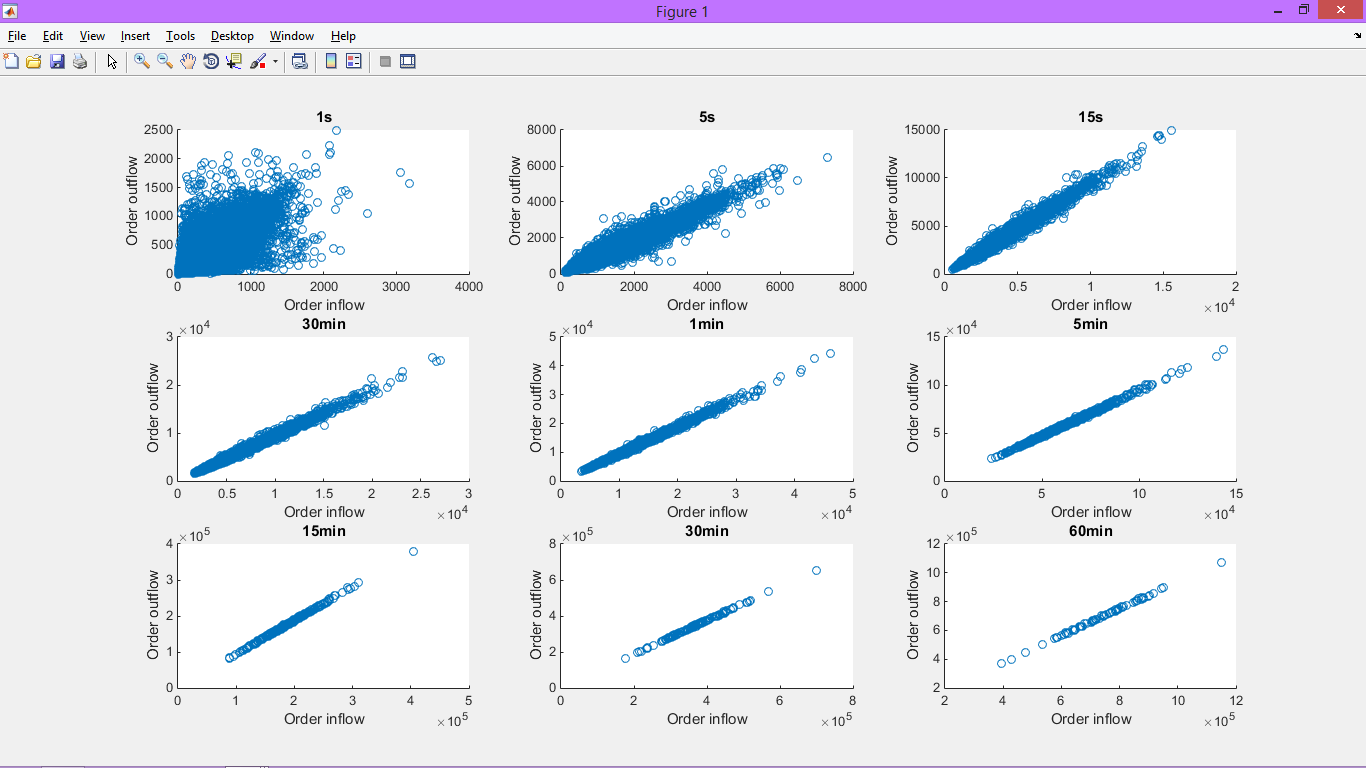 Figure 1
File Edit View Insert Tools Desktop Window Help
1s
2500
2000
1500
1000
500
0
Order outflow
0 1000 2000 3000 4000
Order inflow
5s
8000
6000
4000
2000
0
Order outflow
0 2000 4000 6000 8000
Order inflow
15s
15000
10000
5000
0
Order outflow
0 0.5 1 1.5 2
×10^4
Order inflow
30min
×10^4
3
2
1
0
Order outflow
0 0.5 1 1.5 2 2.5 3
Order inflow
×10^4
1min
×10^4
5
4
3
2
1
0
Order outflow
0 1 2 3 4 5
Order inflow
×10^4
5min
×10^4
15
10
5
0
Order outflow
0 5 10 15
Order inflow
×10^4
15min
×10^5
4
3
2
1
0
Order outflow
0 1 2 3 4 5
Order inflow
×10^5
30min
×10^5
8
6
4
2
0
Order outflow
0 2 4 6 8
Order inflow
×10^5
60min
×10^5
12
10
8
6
4
2
Order outflow
2 4 6 8 10 12
Order inflow
×10^5